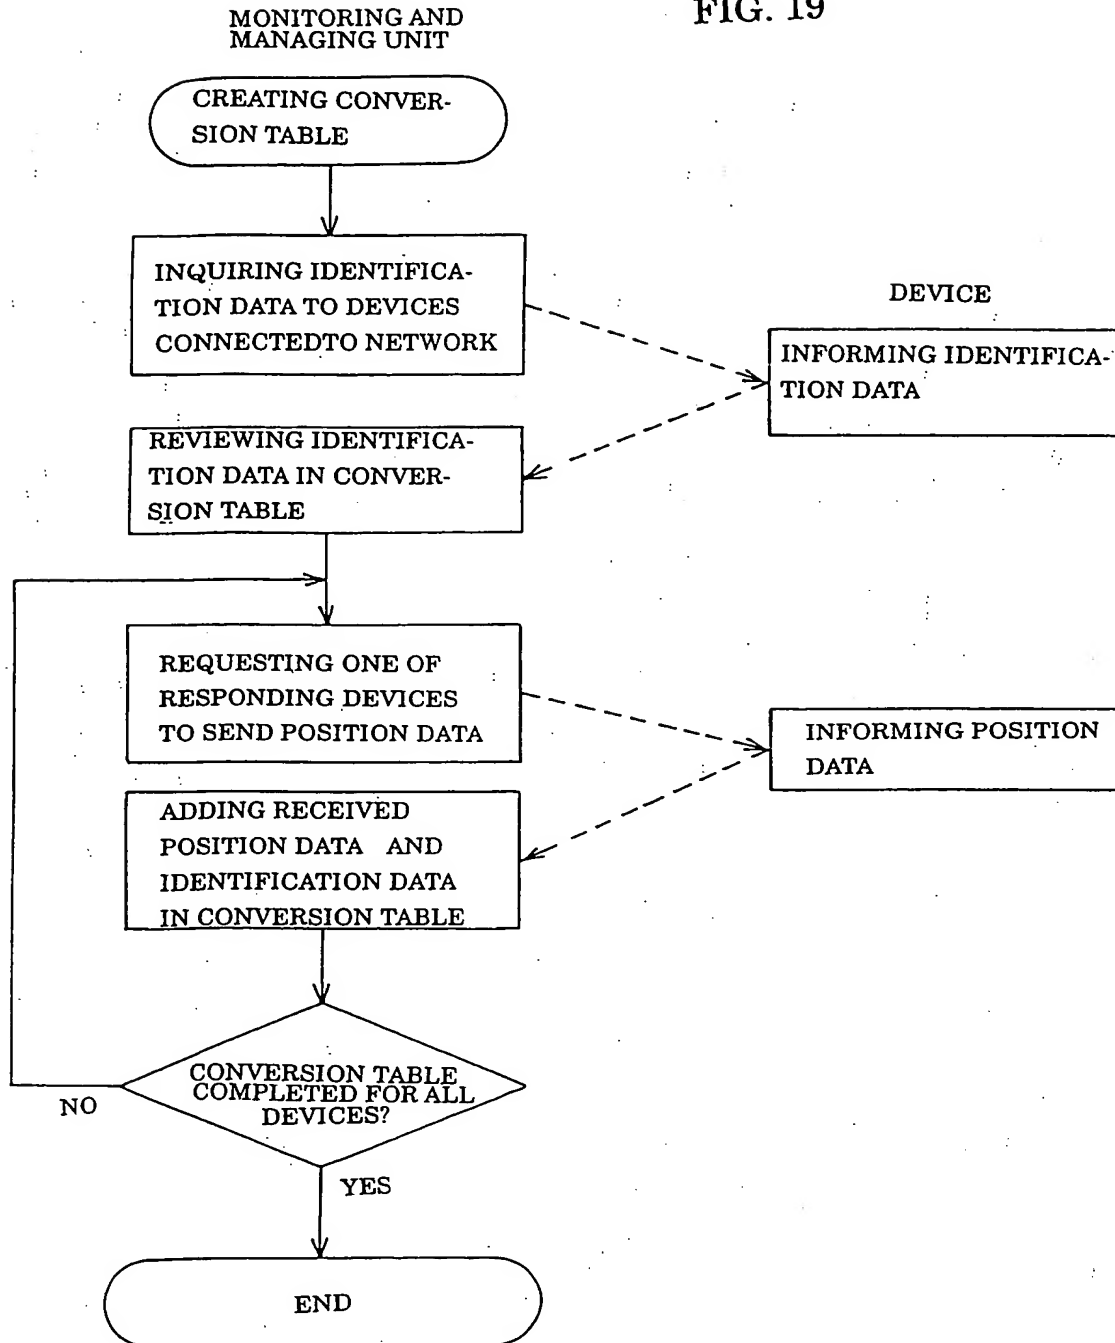 FIG. 19
MONITORING AND
MANAGING UNIT
CREATING CONVER-
SION TABLE
INQUIRING IDENTIFICA-
TION DATA TO DEVICES
CONNECTEDTO NETWORK
DEVICE
INFORMING IDENTIFICA-
TION DATA
REVIEWING IDENTIFICA-
TION DATA IN CONVER-
SION TABLE
REQUESTING ONE OF
RESPONDING DEVICES
TO SEND POSITION DATA
INFORMING POSITION
DATA
ADDING RECEIVED
POSITION DATA AND
IDENTIFICATION DATA
IN CONVERSION TABLE
CONVERSION TABLE
COMPLETED FOR ALL
DEVICES?
NO
YES
END